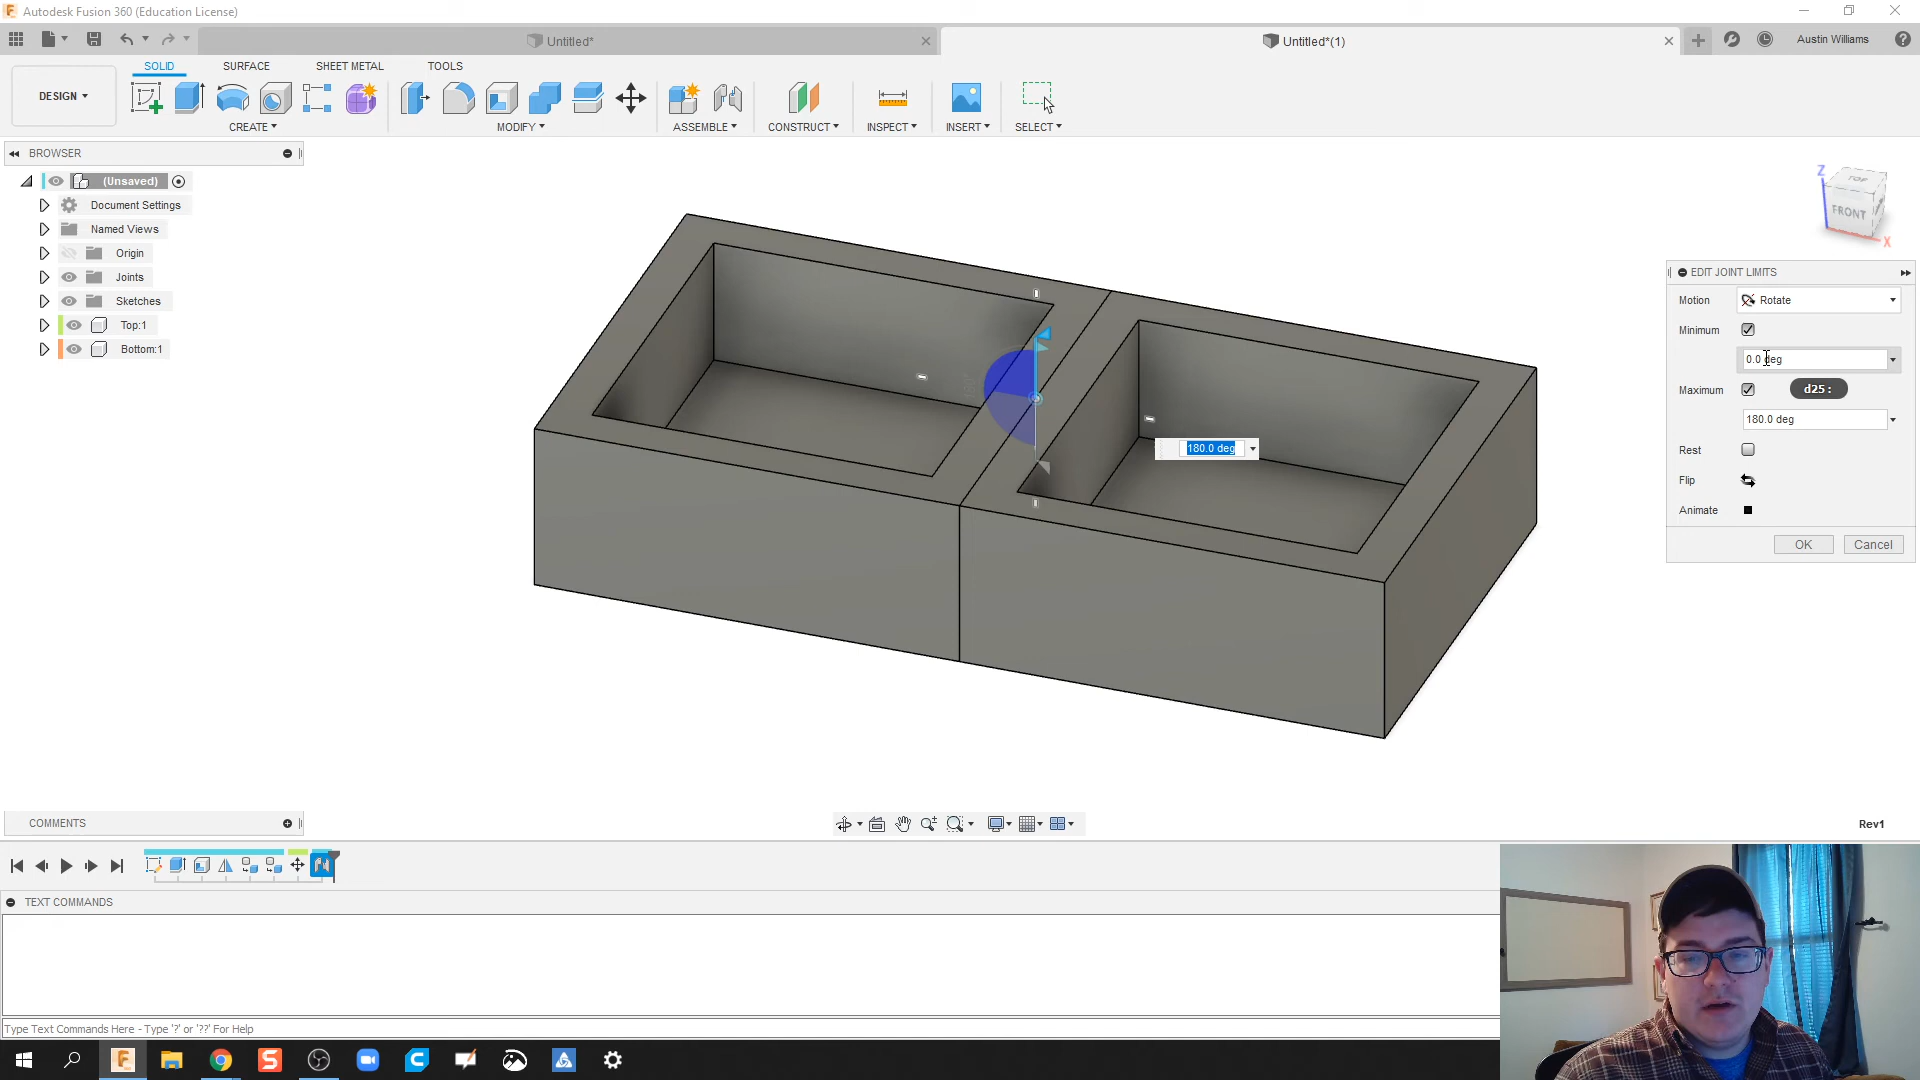 Autodesk Fusion 360 (Education License)
Untitled*
Untitled*(1)
Austin Williams
SOLID
SURFACE
SHEET METAL
TOOLS
DESIGN
CREATE
MODIFY
ASSEMBLE
CONSTRUCT
INSPECT
INSERT
SELECT
BROWSER
(Unsaved)
Document Settings
Named Views
Origin
Joints
Sketches
Top:1
Bottom:1
Z
TOP
FRONT
X
EDIT JOINT LIMITS
Motion
Rotate
Minimum
0.0 deg
Maximum
d25 :
180.0 deg
Rest
Flip
Animate
OK
Cancel
180.0 deg
COMMENTS
Rev1
TEXT COMMANDS
Type Text Commands Here - Type '?' or '??' For Help